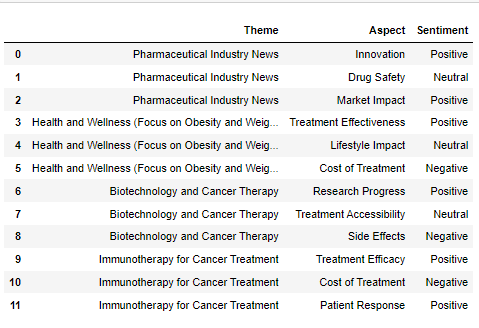 Theme Aspect Sentiment
0 Pharmaceutical Industry News Innovation Positive
1 Pharmaceutical Industry News Drug Safety Neutral
2 Pharmaceutical Industry News Market Impact Positive
3 Health and Wellness (Focus on Obesity and Weig... Treatment Effectiveness Positive
4 Health and Wellness (Focus on Obesity and Weig... Lifestyle Impact Neutral
5 Health and Wellness (Focus on Obesity and Weig... Cost of Treatment Negative
6 Biotechnology and Cancer Therapy Research Progress Positive
7 Biotechnology and Cancer Therapy Treatment Accessibility Neutral
8 Biotechnology and Cancer Therapy Side Effects Negative
9 Immunotherapy for Cancer Treatment Treatment Efficacy Positive
10 Immunotherapy for Cancer Treatment Cost of Treatment Negative
11 Immunotherapy for Cancer Treatment Patient Response Positive